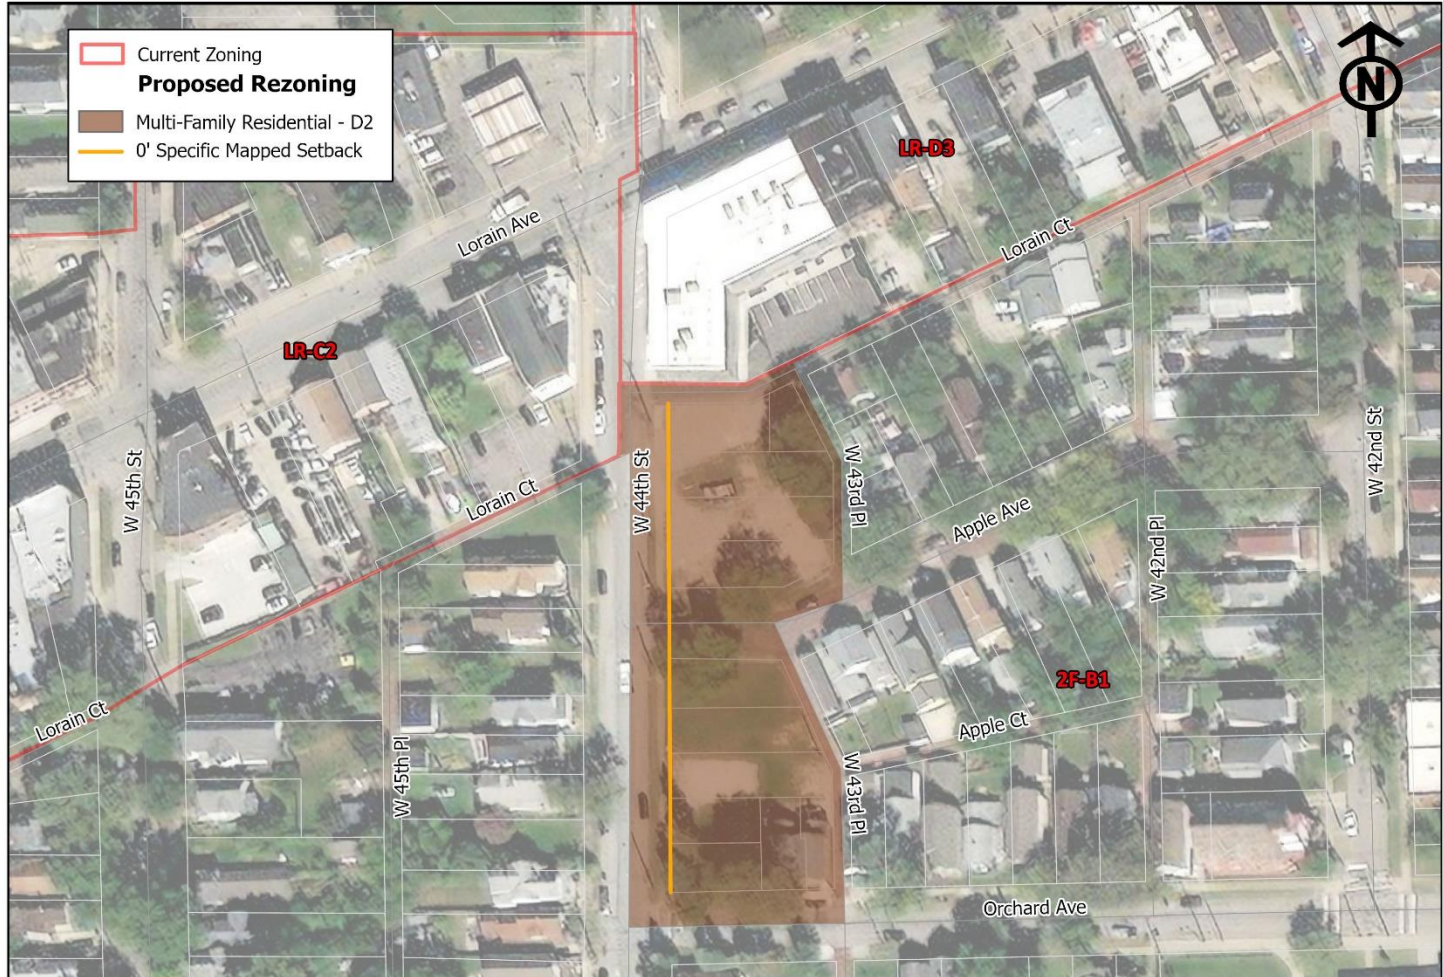 Current Zoning
Proposed Rezoning
Multi-Family Residential - D2
0' Specific Mapped Setback
N
LR-D3
Lorain Ave
Lorain Ct
LR-C2
W 45th St
Lorain Ct
W 44th St
W 43rd Pl
Apple Ave
W 42nd St
W 42nd Pl
2F-B1
Lorain Ct
Apple Ct
W 45th Pl
W 43rd Pl
Orchard Ave